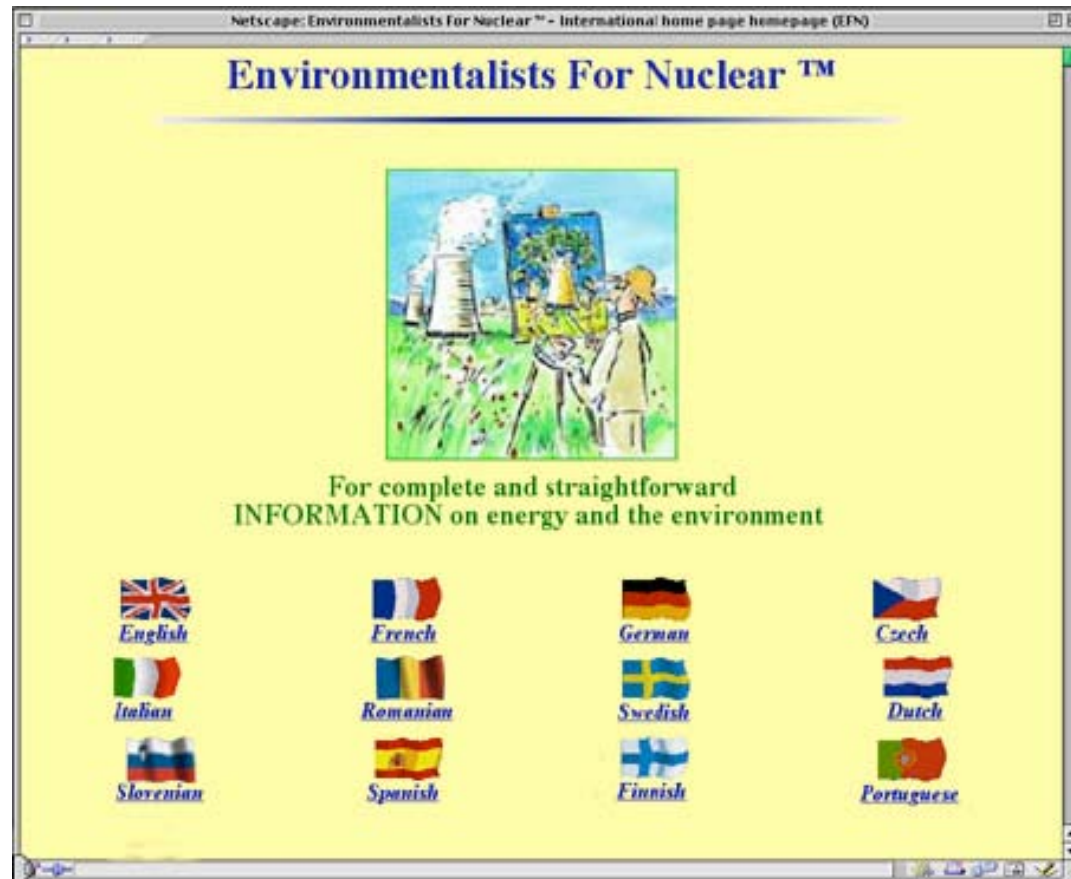 Netscape: Environmentalists For Nuclear ™ - International home page homepage (EFN)
Environmentalists For Nuclear ™
For complete and straightforward
INFORMATION on energy and the environment
English French German Czech
Italian Romanian Swedish Dutch
Slovenian Spanish Finnish Portuguese